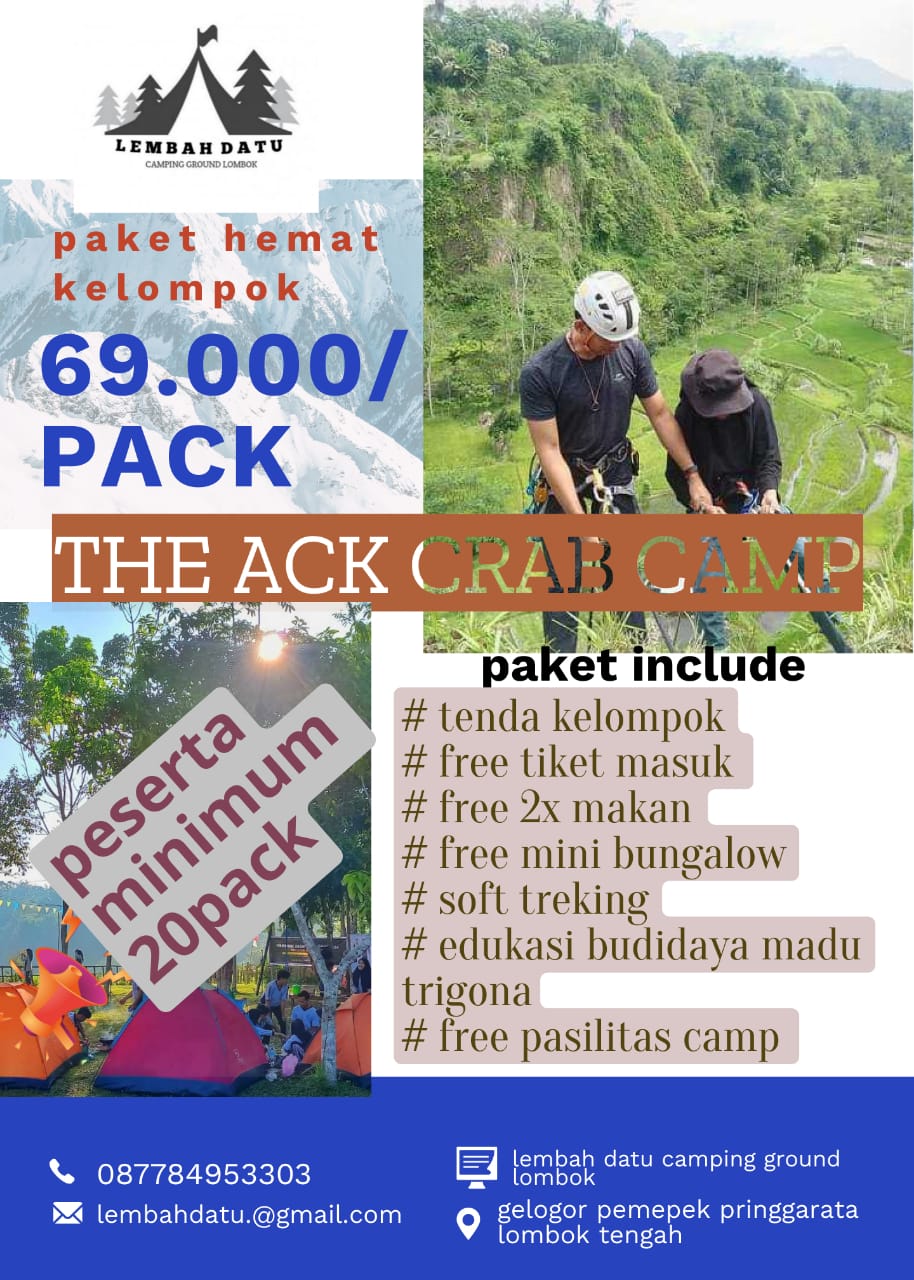 LEMBAH DATU
CAMPING GROUND LOMBOK
paket hemat
kelompok
69.000/
PACK
THE ACK CRAB CAMP
peserta
minimum
20pack
paket include
# tenda kelompok
# free tiket masuk
# free 2x makan
# free mini bungalow
# soft treking
# edukasi budidaya madu
trigona
# free pasilitas camp
087784953303
lembahdatu.@gmail.com
lembah datu camping ground
lombok
gelogor pemepek pringgarata
lombok tengah